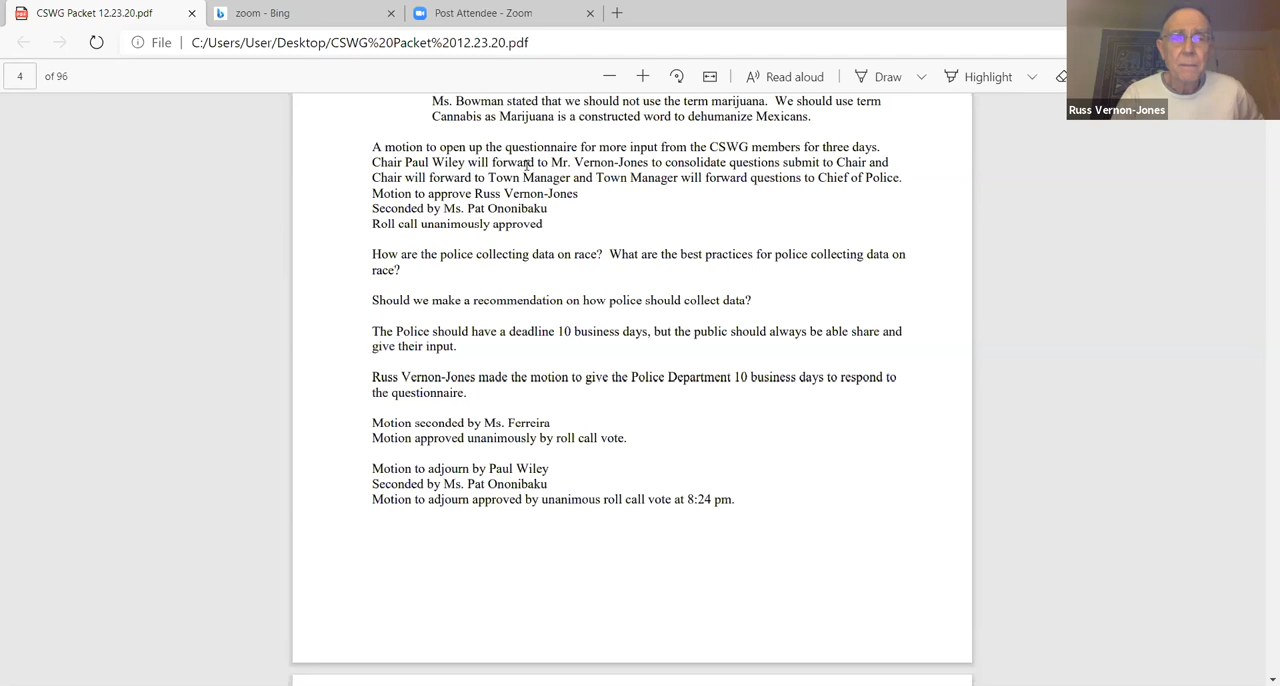 CSWG Packet 12.23.20.pdf
zoom - Bing
Post Attendee - Zoom
File
C:/Users/User/Desktop/CSWG%20Packet%2012.23.20.pdf
4 of 96
Read aloud
Draw
Highlight
Russ Vernon-Jones
Ms. Bowman stated that we should not use the term marijuana. We should use term
Cannabis as Marijuana is a constructed word to dehumanize Mexicans.
A motion to open up the questionnaire for more input from the CSWG members for three days.
Chair Paul Wiley will forward to Mr. Vernon-Jones to consolidate questions submit to Chair and
Chair will forward to Town Manager and Town Manager will forward questions to Chief of Police.
Motion to approve Russ Vernon-Jones
Seconded by Ms. Pat Ononibaku
Roll call unanimously approved
How are the police collecting data on race? What are the best practices for police collecting data on
race?
Should we make a recommendation on how police should collect data?
The Police should have a deadline 10 business days, but the public should always be able share and
give their input.
Russ Vernon-Jones made the motion to give the Police Department 10 business days to respond to
the questionnaire.
Motion seconded by Ms. Ferreira
Motion approved unanimously by roll call vote.
Motion to adjourn by Paul Wiley
Seconded by Ms. Pat Ononibaku
Motion to adjourn approved by unanimous roll call vote at 8:24 pm.